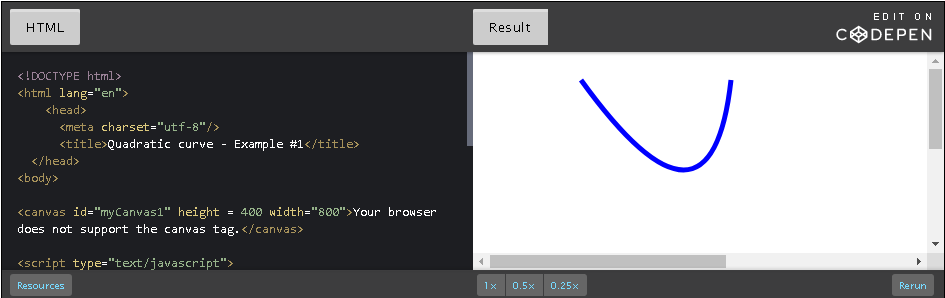 HTML
Result
EDIT ON
CODEPEN
<!DOCTYPE html>
<html lang="en">
<head>
<meta charset="utf-8"/>
<title>Quadratic curve - Example #1</title>
</head>
<body>
<canvas id="myCanvas1" height = 400 width="800">Your browser
does not support the canvas tag.</canvas>
<script type="text/javascript">
Resources
1×
0.5×
0.25×
Rerun